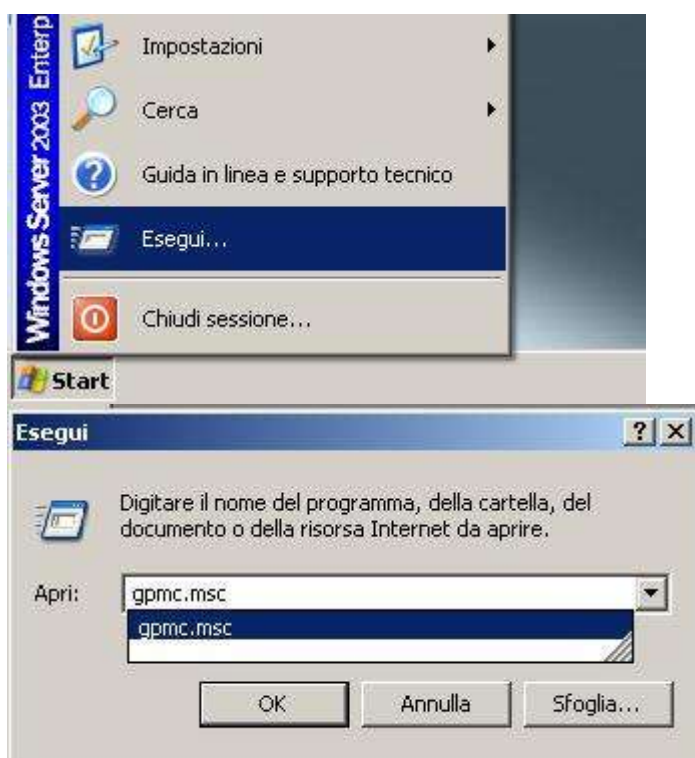 Windows Server 2003 Enterp
Impostazioni
Cerca
Guida in linea e supporto tecnico
Esegui...
Chiudi sessione...
Start
Esegui
Digitare il nome del programma, della cartella, del
documento o della risorsa Internet da aprire.
Apri:
gpmc.msc
gpmc.msc
OK
Annulla
Sfoglia...